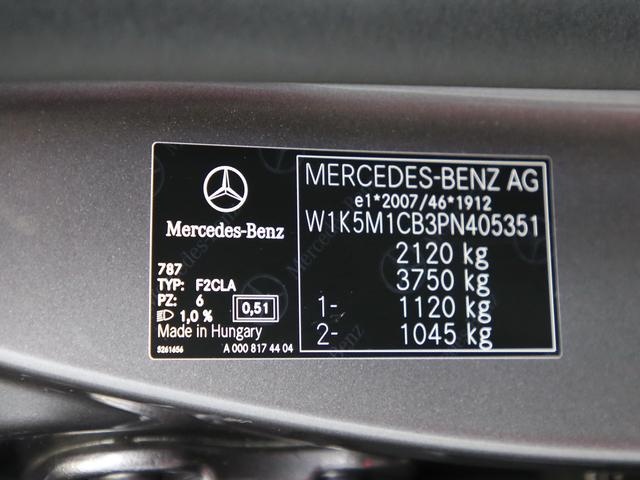 Mercedes-Benz
787
TYP: F2CLA
PZ: 6
1,0 %
0,51
Made in Hungary
S261656
A 000 817 44 04
MERCEDES-BENZ AG
e1*2007/46*1912
W1K5M1CB3PN405351
2120 kg
3750 kg
1- 1120 kg
2- 1045 kg